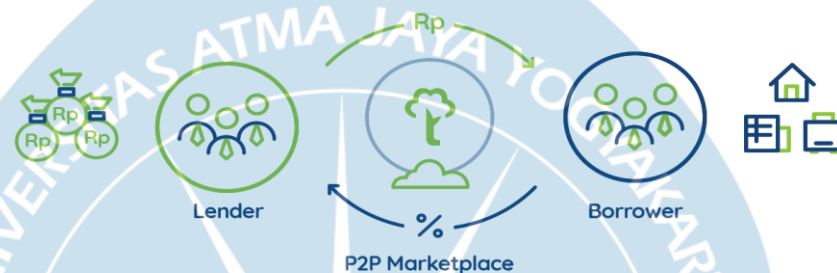 UNIVERSITAS ATMA JAYA YOGYAKARTA
Rp
Rp
Rp
Rp
Lender
Borrower
%
P2P Marketplace